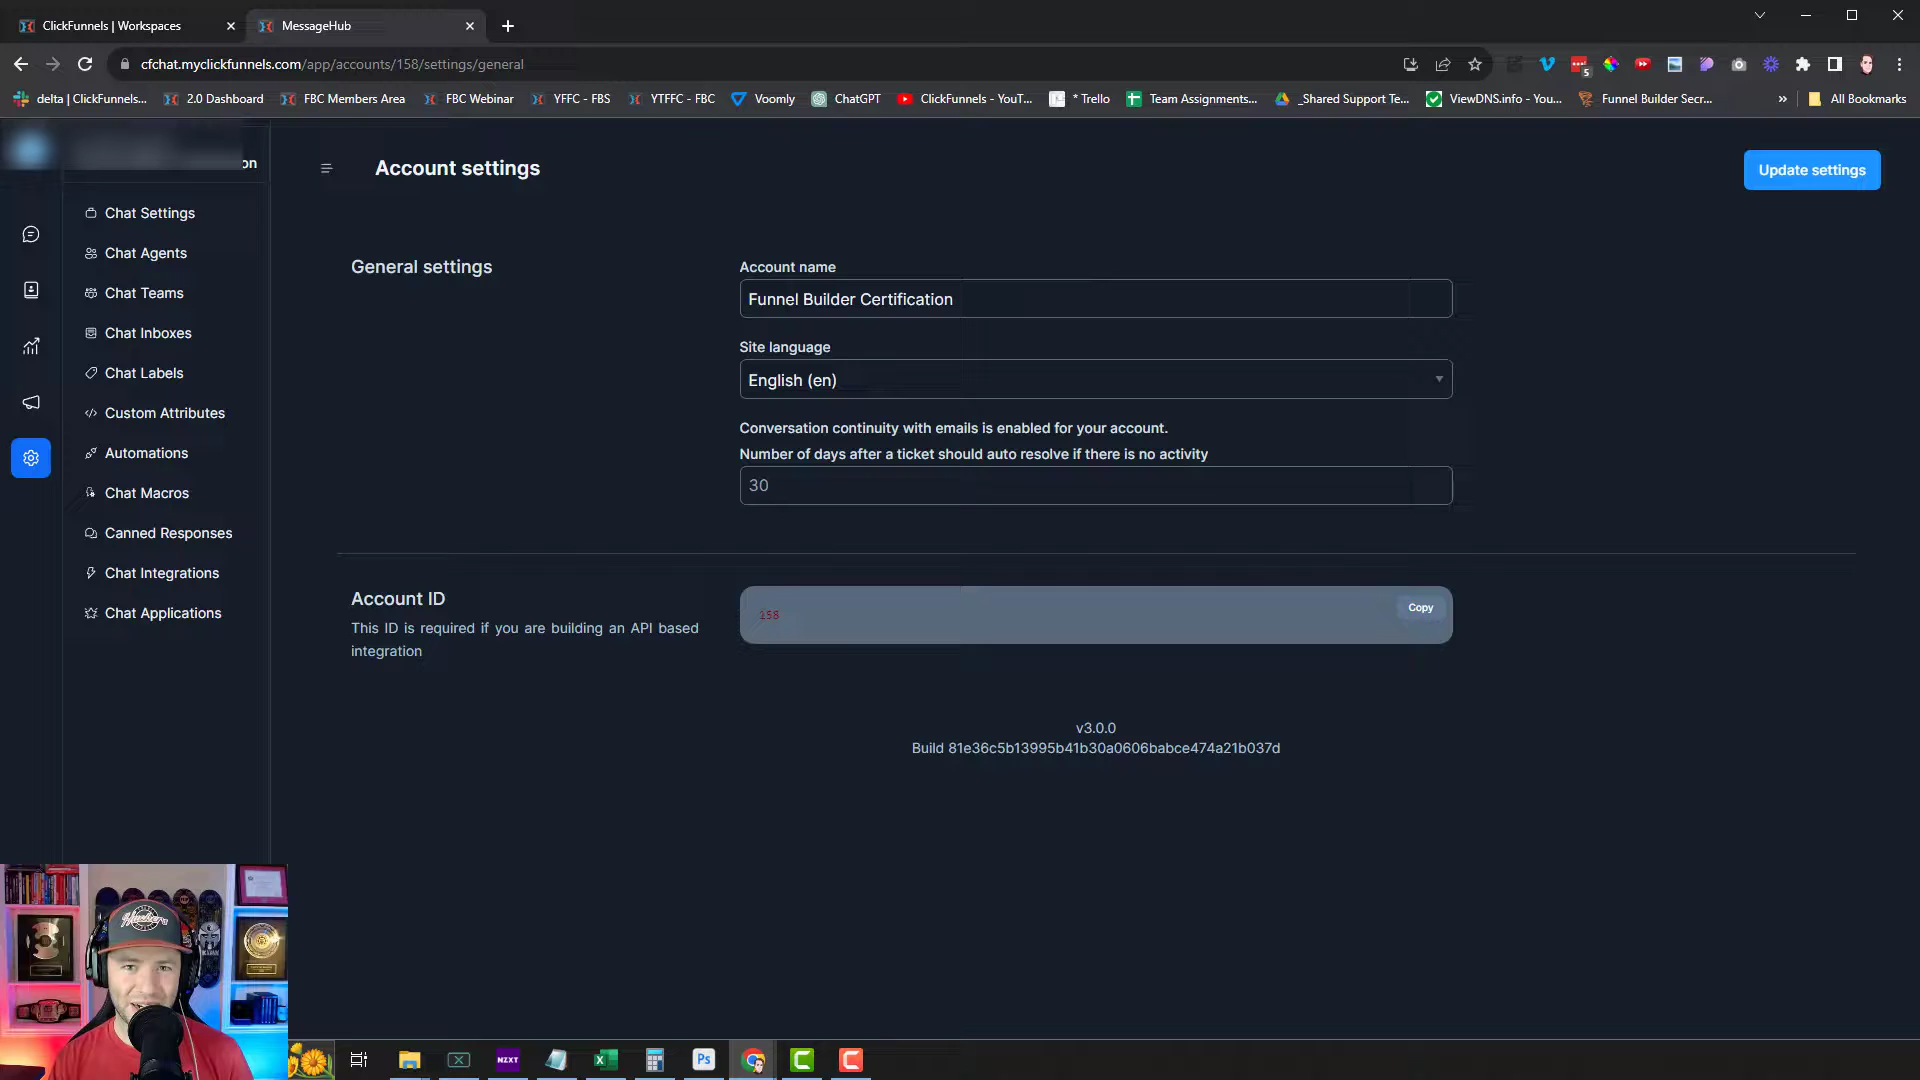 ClickFunnels | Workspaces
MessageHub
cfchat.myclickfunnels.com/app/accounts/158/settings/general
5
delta | ClickFunnels...
2.0 Dashboard
FBC Members Area
FBC Webinar
YFFC - FBS
YTFFC - FBC
Voomly
ChatGPT
ClickFunnels - YouT...
* Trello
Team Assignments...
_Shared Support Te...
ViewDNS.info - You...
Funnel Builder Secr...
»
All Bookmarks
on
Chat Settings
Chat Agents
Chat Teams
Chat Inboxes
Chat Labels
Custom Attributes
Automations
Chat Macros
Canned Responses
Chat Integrations
Chat Applications
Account settings
Update settings
General settings
Account name
Funnel Builder Certification
Site language
English (en)
Conversation continuity with emails is enabled for your account.
Number of days after a ticket should auto resolve if there is no activity
30
Account ID
This ID is required if you are building an API based
integration
158
Copy
v3.0.0
Build 81e36c5b13995b41b30a0606babce474a21b037d
NZXT
Ps